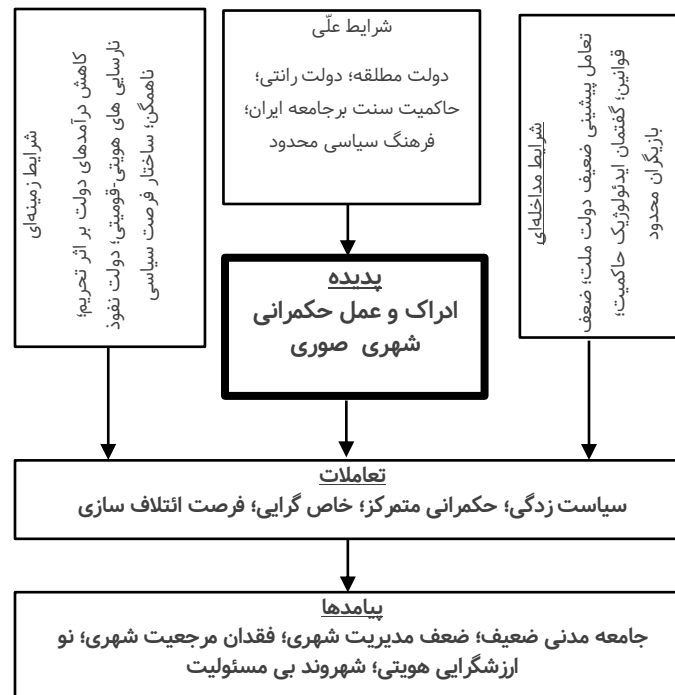 شرایط علّی
دولت مطلقه؛ دولت رانتی؛
حاکمیت سنت برجامعه ایران؛
فرهنگ سیاسی محدود
شرایط مداخله‌ای
تعامل پیشینی ضعیف دولت ملت؛ ضعف
قوانین؛ گفتمان ایدئولوژیک حاکمیت؛
بازیگران محدود
شرایط زمینه‌ای
کاهش درآمدهای دولت بر اثر تحریم؛
نارسایی های هویتی-قومیتی؛ دولت نفوذ
ناهمگن؛ ساختار فرصت سیاسی
پدیده
ادراک و عمل حکمرانی
شهری صوری
تعاملات
سیاست زدگی؛ حکمرانی متمرکز؛ خاص گرایی؛ فرصت ائتلاف سازی
پیامدها
جامعه مدنی ضعیف؛ ضعف مدیریت شهری؛ فقدان مرجعیت شهری؛ نو
ارزشگرایی هویتی؛ شهروند بی مسئولیت